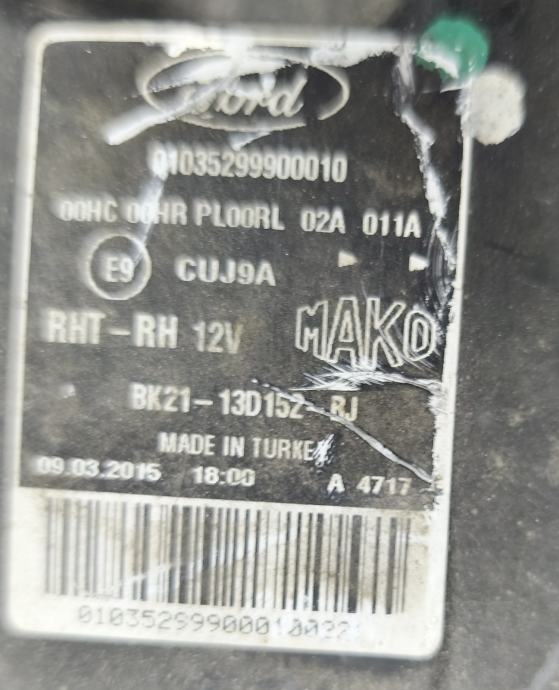 Ford
01035299900010
00HC 00HR PL00RL 02A 011A
E9 CUJ9A
RHT-RH 12V MAKO
BK21-13D152-BJ
MADE IN TURKEY
09.03.2015 18:00 A 4717